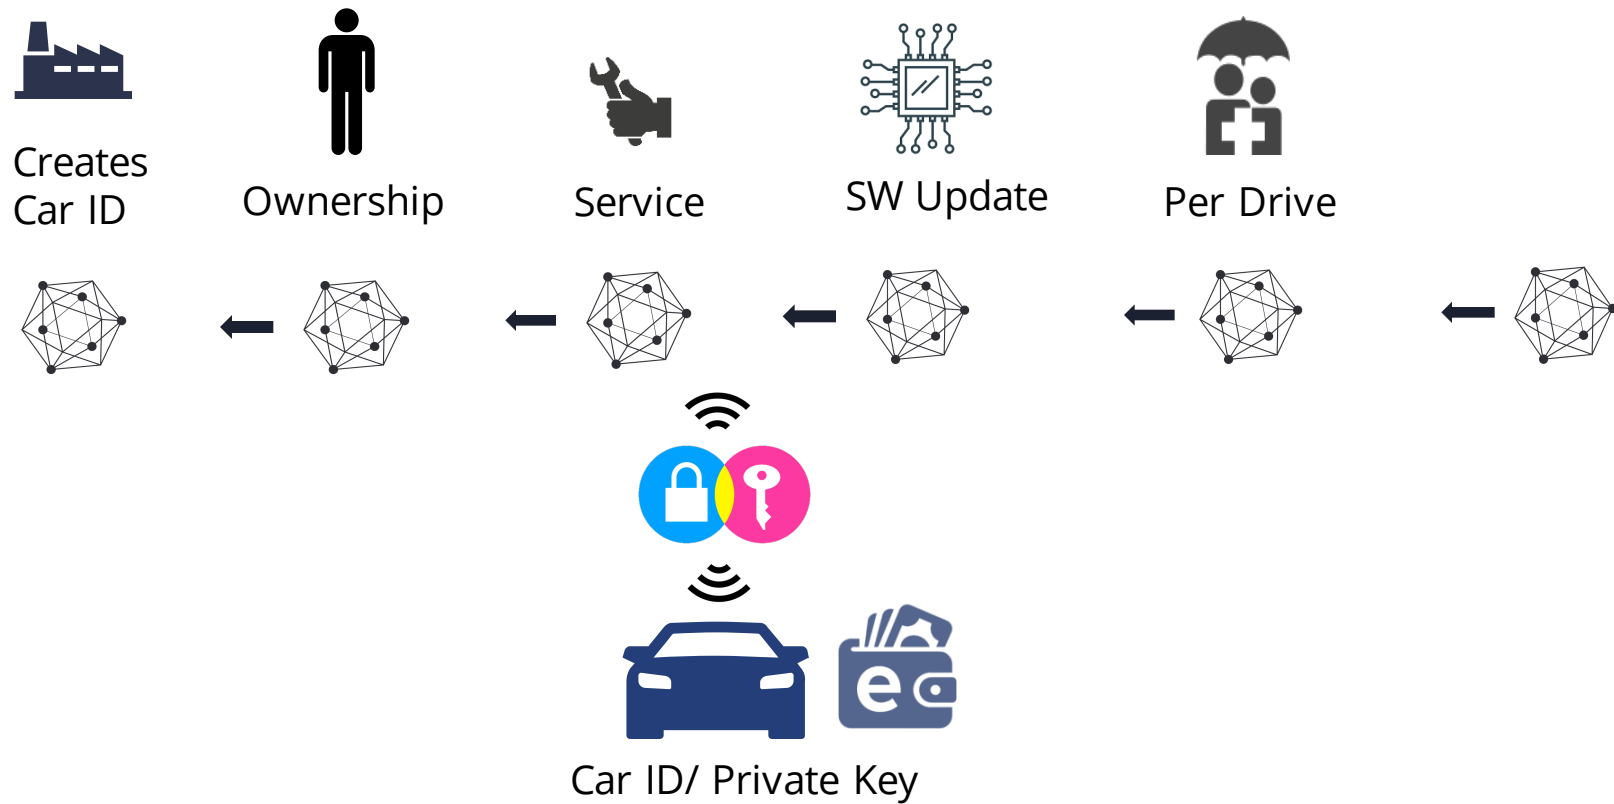 Creates
Car ID
Ownership
Service
SW Update
Per Drive
e
Car ID/ Private Key